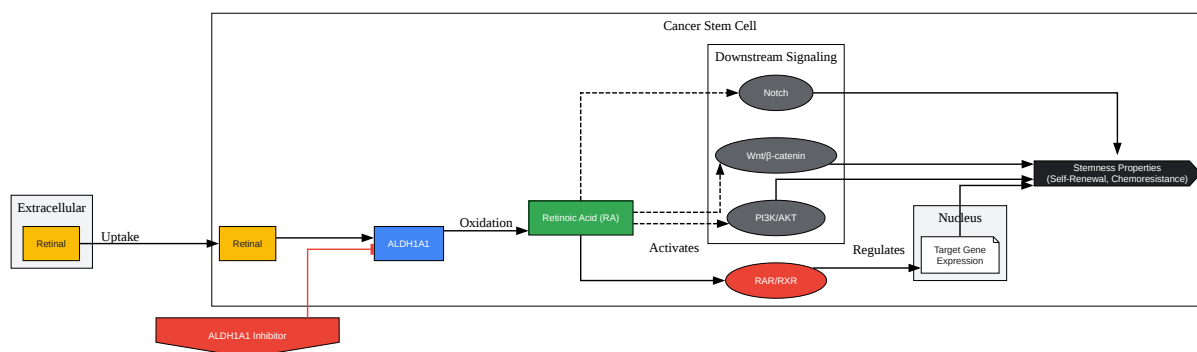 Cancer Stem Cell
Downstream Signaling
Notch
Wnt/β-catenin
Stemness Properties
(Self-Renewal, Chemoresistance)
Extracellular
Retinal
Uptake
Retinal
ALDH1A1
Oxidation
Retinoic Acid (RA)
PI3K/AKT
Activates
RAR/RXR
Regulates
Nucleus
Target Gene
Expression
ALDH1A1 Inhibitor